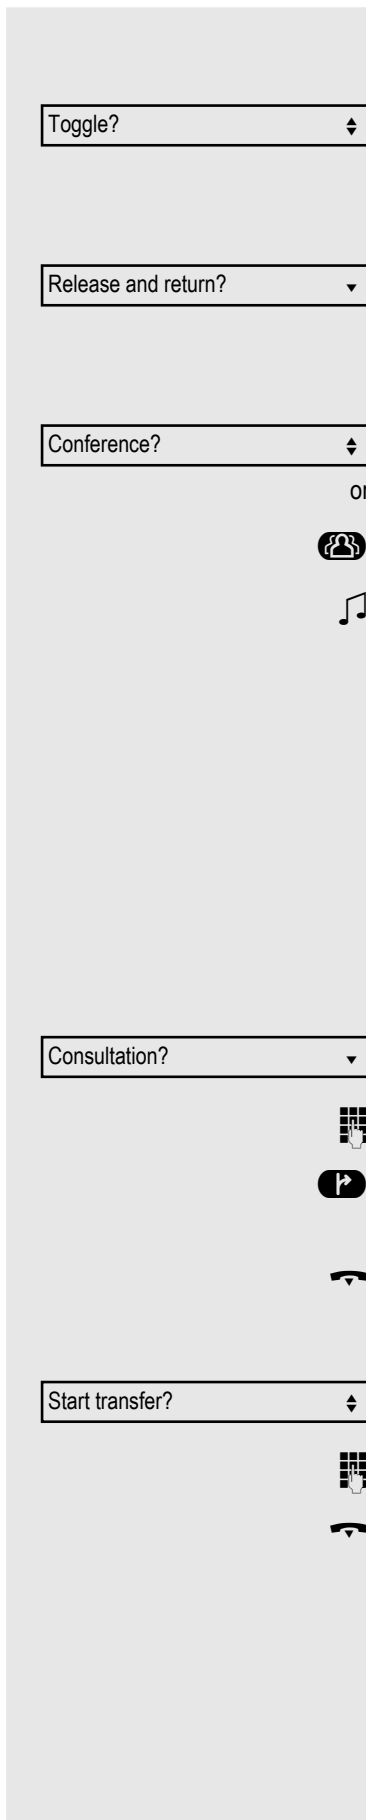 Toggle?
Release and return?
Conference?
or
Consultation?
Start transfer?